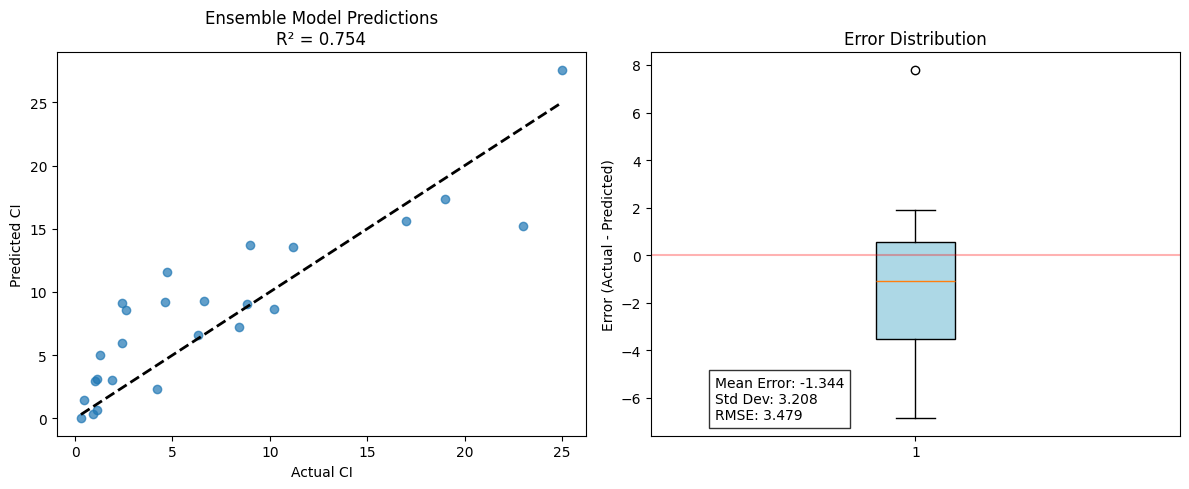 Ensemble Model Predictions
R² = 0.754
Predicted CI
25
20
15
10
5
0
0
5
10
15
20
25
Actual CI
Error Distribution
Error (Actual - Predicted)
8
6
4
2
0
−2
−4
−6
Mean Error: -1.344
Std Dev: 3.208
RMSE: 3.479
1